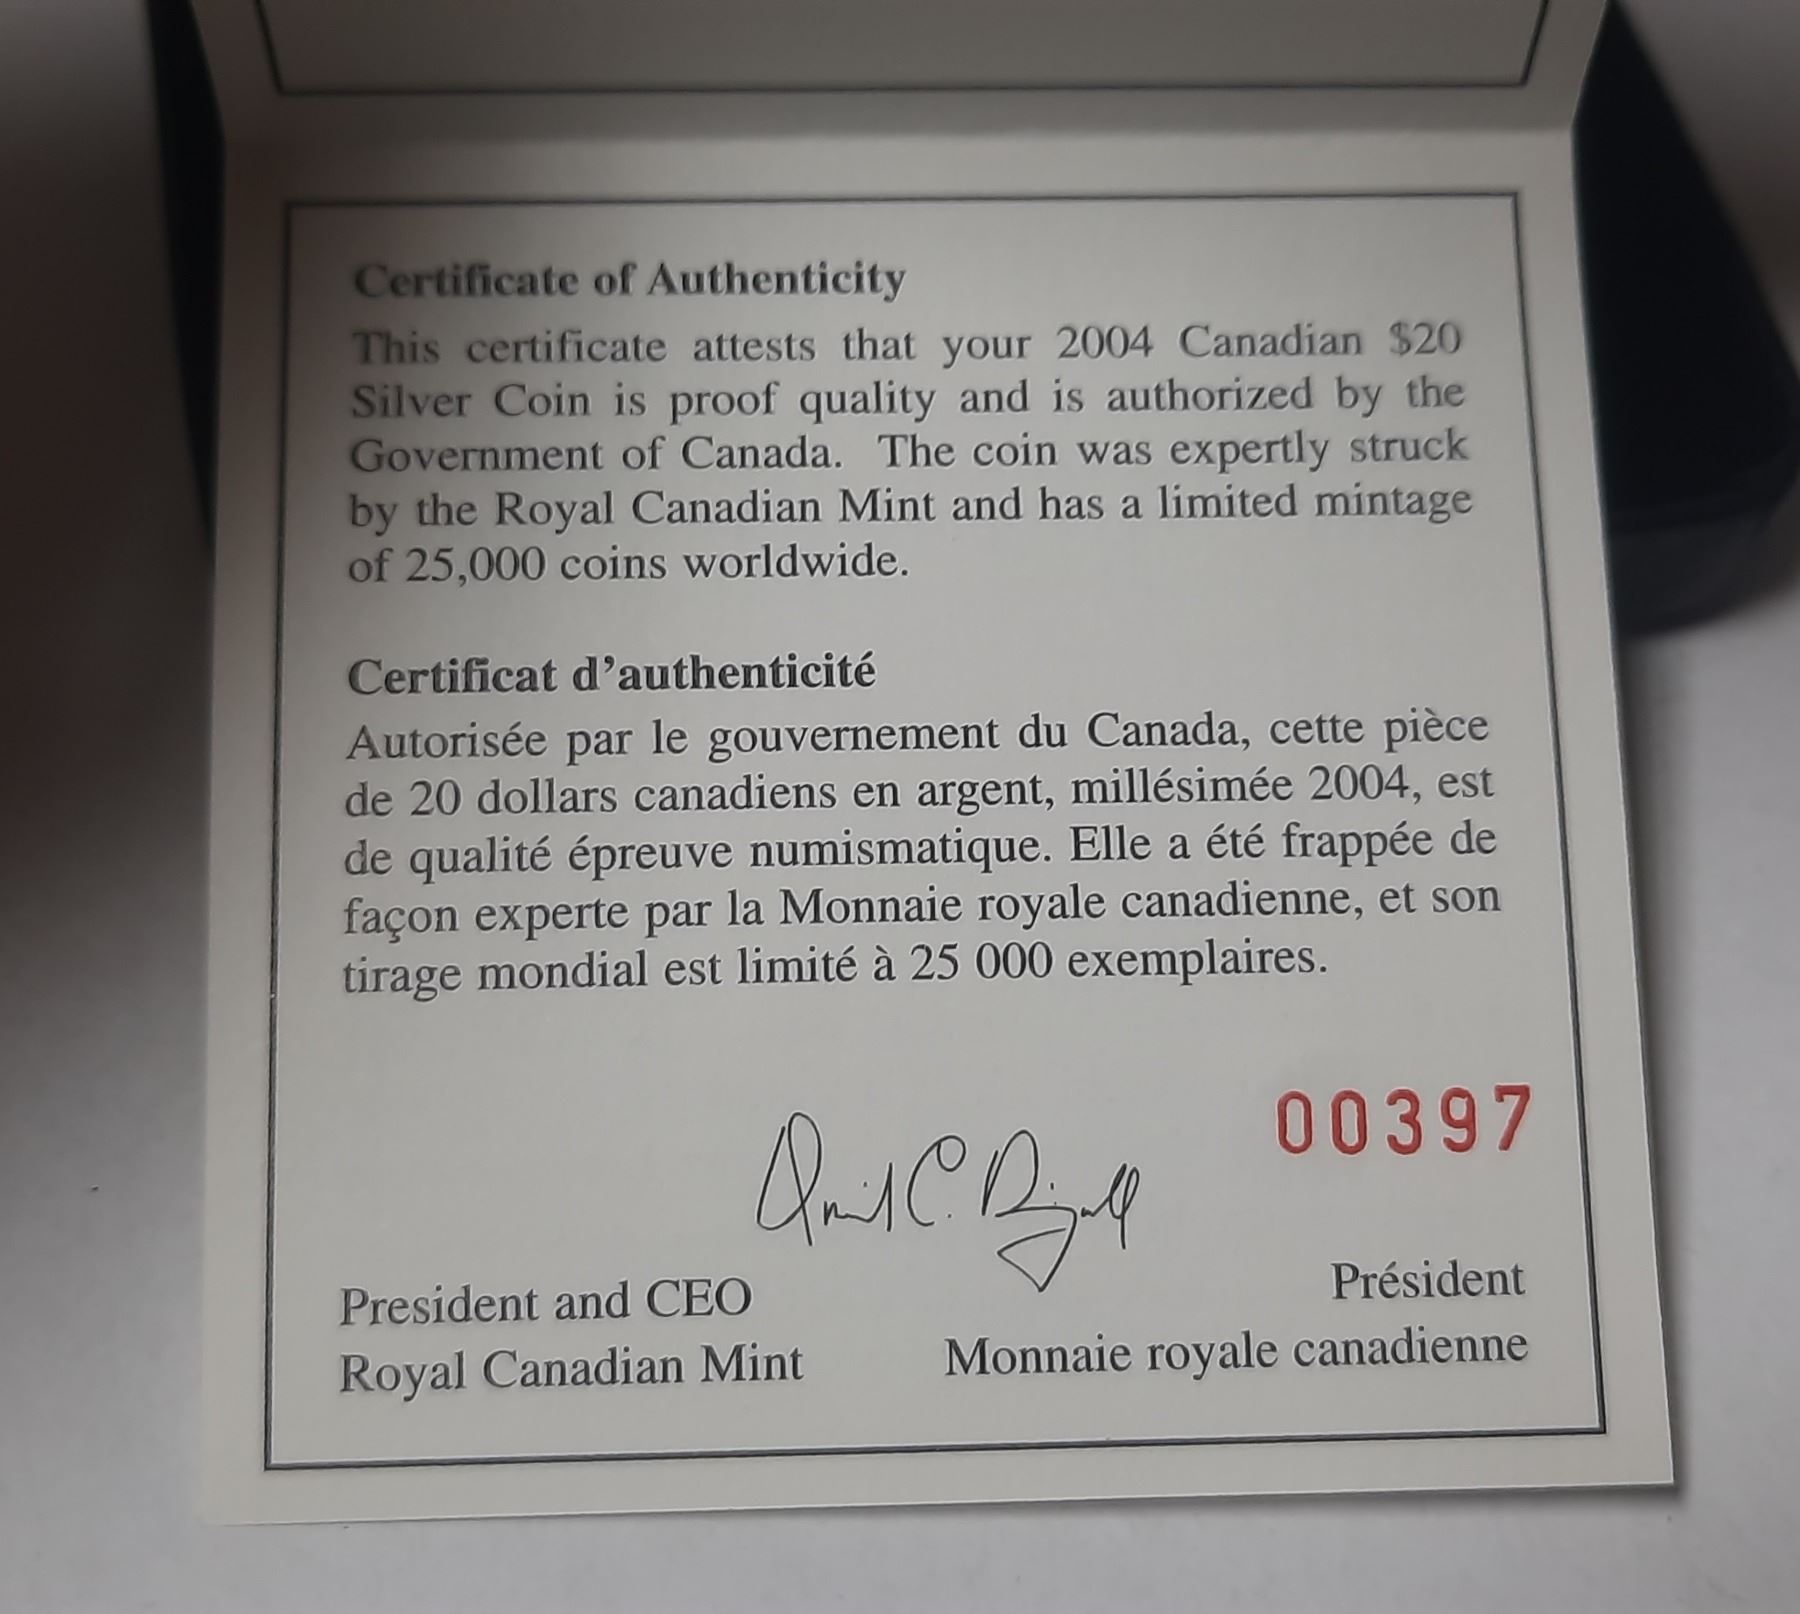 Certificate of Authenticity
This certificate attests that your 2004 Canadian $20
Silver Coin is proof quality and is authorized by the
Government of Canada. The coin was expertly struck
by the Royal Canadian Mint and has a limited mintage
of 25,000 coins worldwide.
Certificat d’authenticité
Autorisée par le gouvernement du Canada, cette pièce
de 20 dollars canadiens en argent, millésimée 2004, est
de qualité épreuve numismatique. Elle a été frappée de
façon experte par la Monnaie royale canadienne, et son
tirage mondial est limité à 25 000 exemplaires.
00397
President and CEO
Royal Canadian Mint
Président
Monnaie royale canadienne